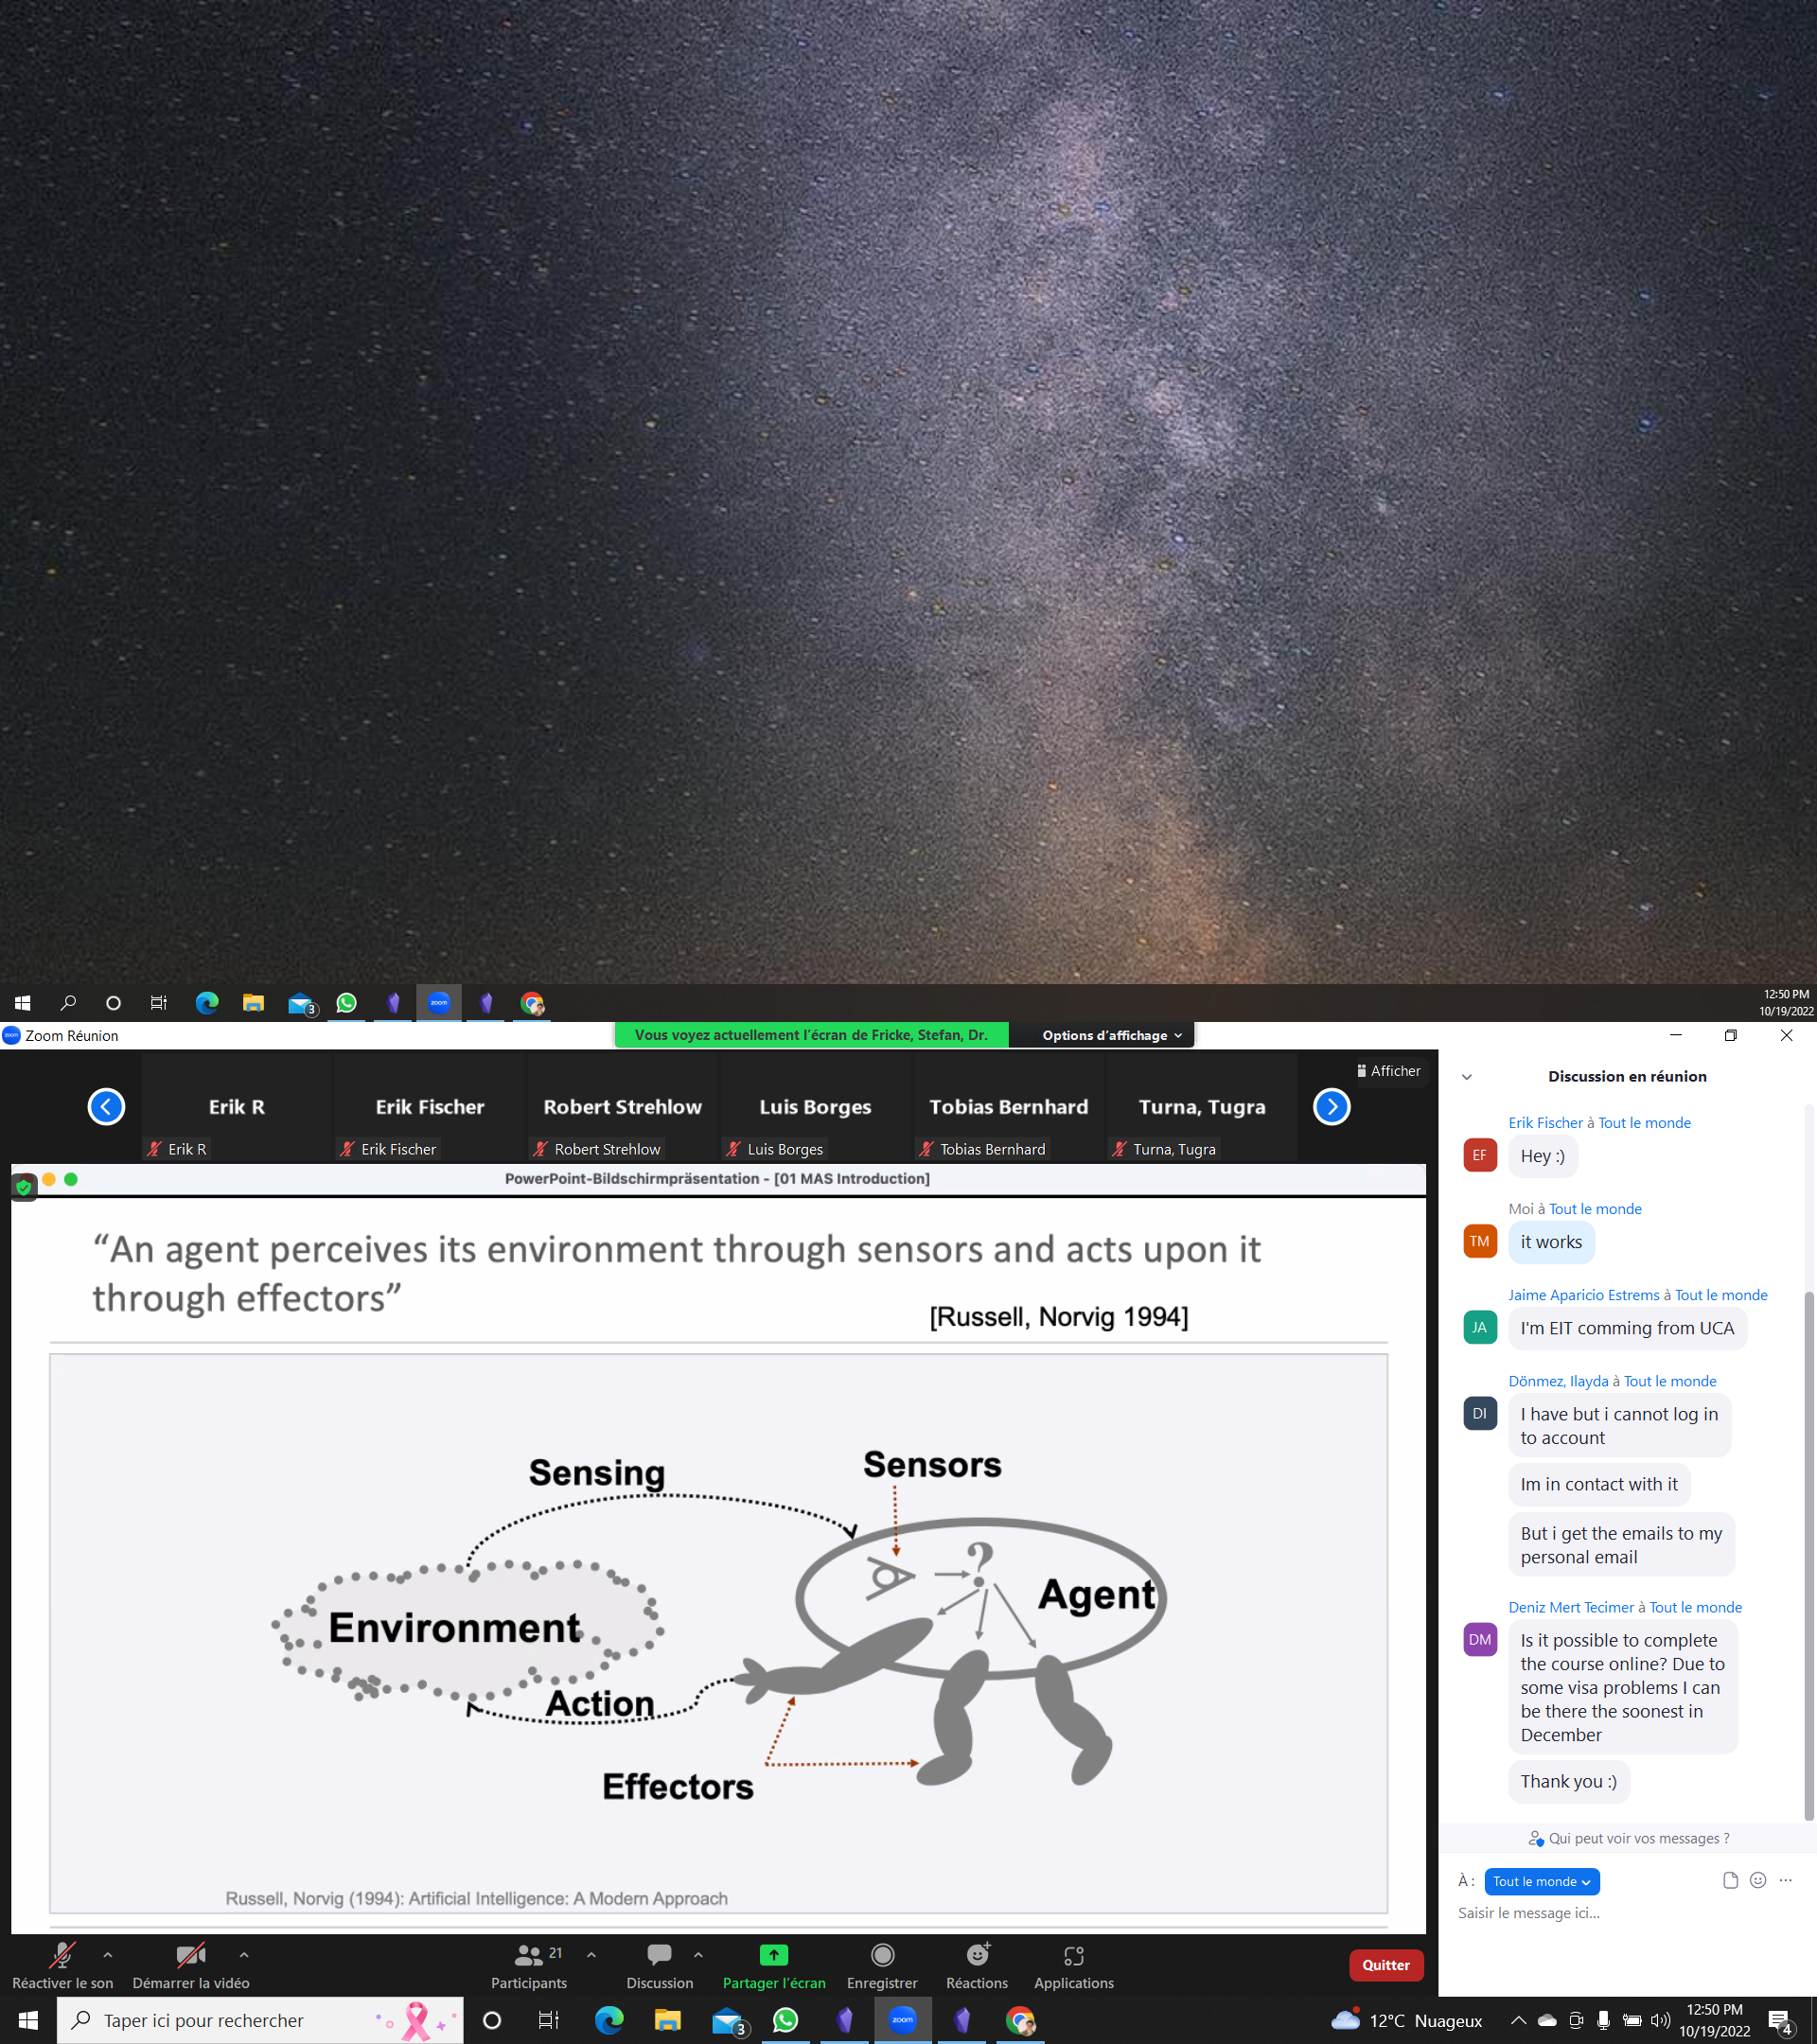 3
zoom
12:50 PM
10/19/2022
zoom
Zoom Réunion
Vous voyez actuellement l'écran de Fricke, Stefan, Dr.
Options d'affichage
Afficher
Erik R
Erik Fischer
Robert Strehlow
Luis Borges
Tobias Bernhard
Turna, Tugra
Erik R
Erik Fischer
Robert Strehlow
Luis Borges
Tobias Bernhard
Turna, Tugra
PowerPoint-Bildschirmpräsentation - [01 MAS Introduction]
“An agent perceives its environment through sensors and acts upon it
through effectors”
[Russell, Norvig 1994]
Sensing
Sensors
?
Agent
Environment
Action
Effectors
Russell, Norvig (1994): Artificial Intelligence: A Modern Approach
Discussion en réunion
Erik Fischer à Tout le monde
EF
Hey :)
Moi à Tout le monde
TM
it works
Jaime Aparicio Estrems à Tout le monde
JA
I'm EIT comming from UCA
Dönmez, Ilayda à Tout le monde
DI
I have but i cannot log in
to account
Im in contact with it
But i get the emails to my
personal email
Deniz Mert Tecimer à Tout le monde
DM
Is it possible to complete
the course online? Due to
some visa problems I can
be there the soonest in
December
Thank you :)
Qui peut voir vos messages ?
À :
Tout le monde
Saisir le message ici...
Réactiver le son
Démarrer la vidéo
21
Participants
Discussion
Partager l'écran
Enregistrer
Réactions
Applications
Quitter
Taper ici pour rechercher
3
zoom
12°C Nuageux
12:50 PM
10/19/2022
4